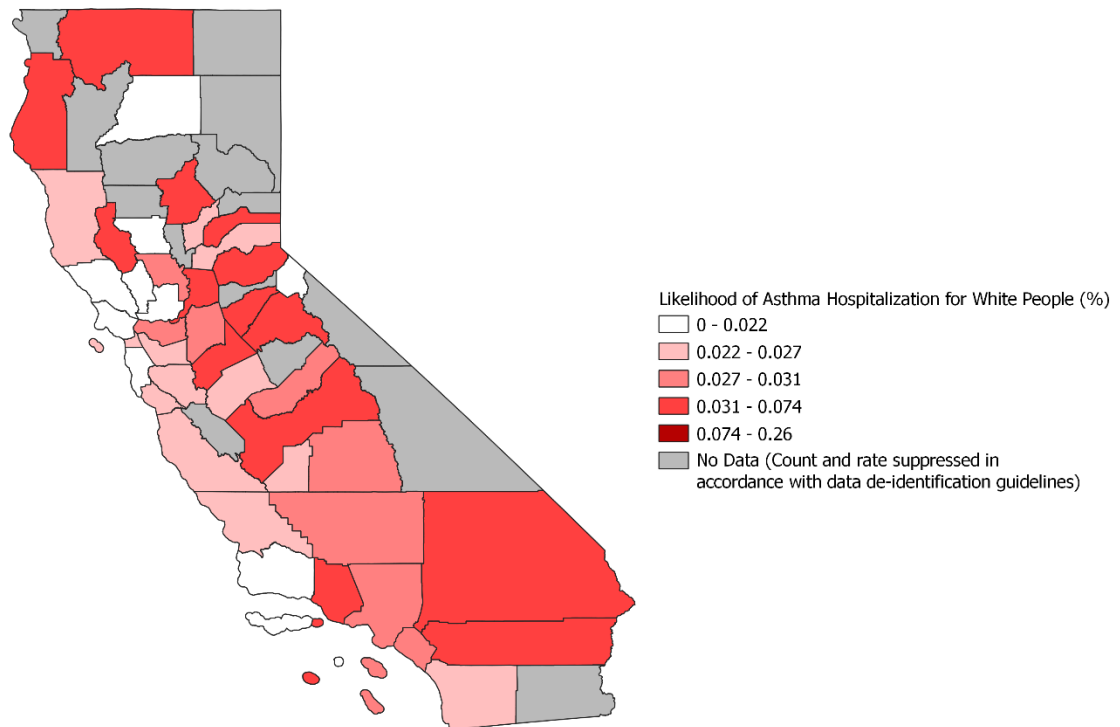 Likelihood of Asthma Hospitalization for White People (%)
0 - 0.022
0.022 - 0.027
0.027 - 0.031
0.031 - 0.074
0.074 - 0.26
No Data (Count and rate suppressed in
accordance with data de-identification guidelines)